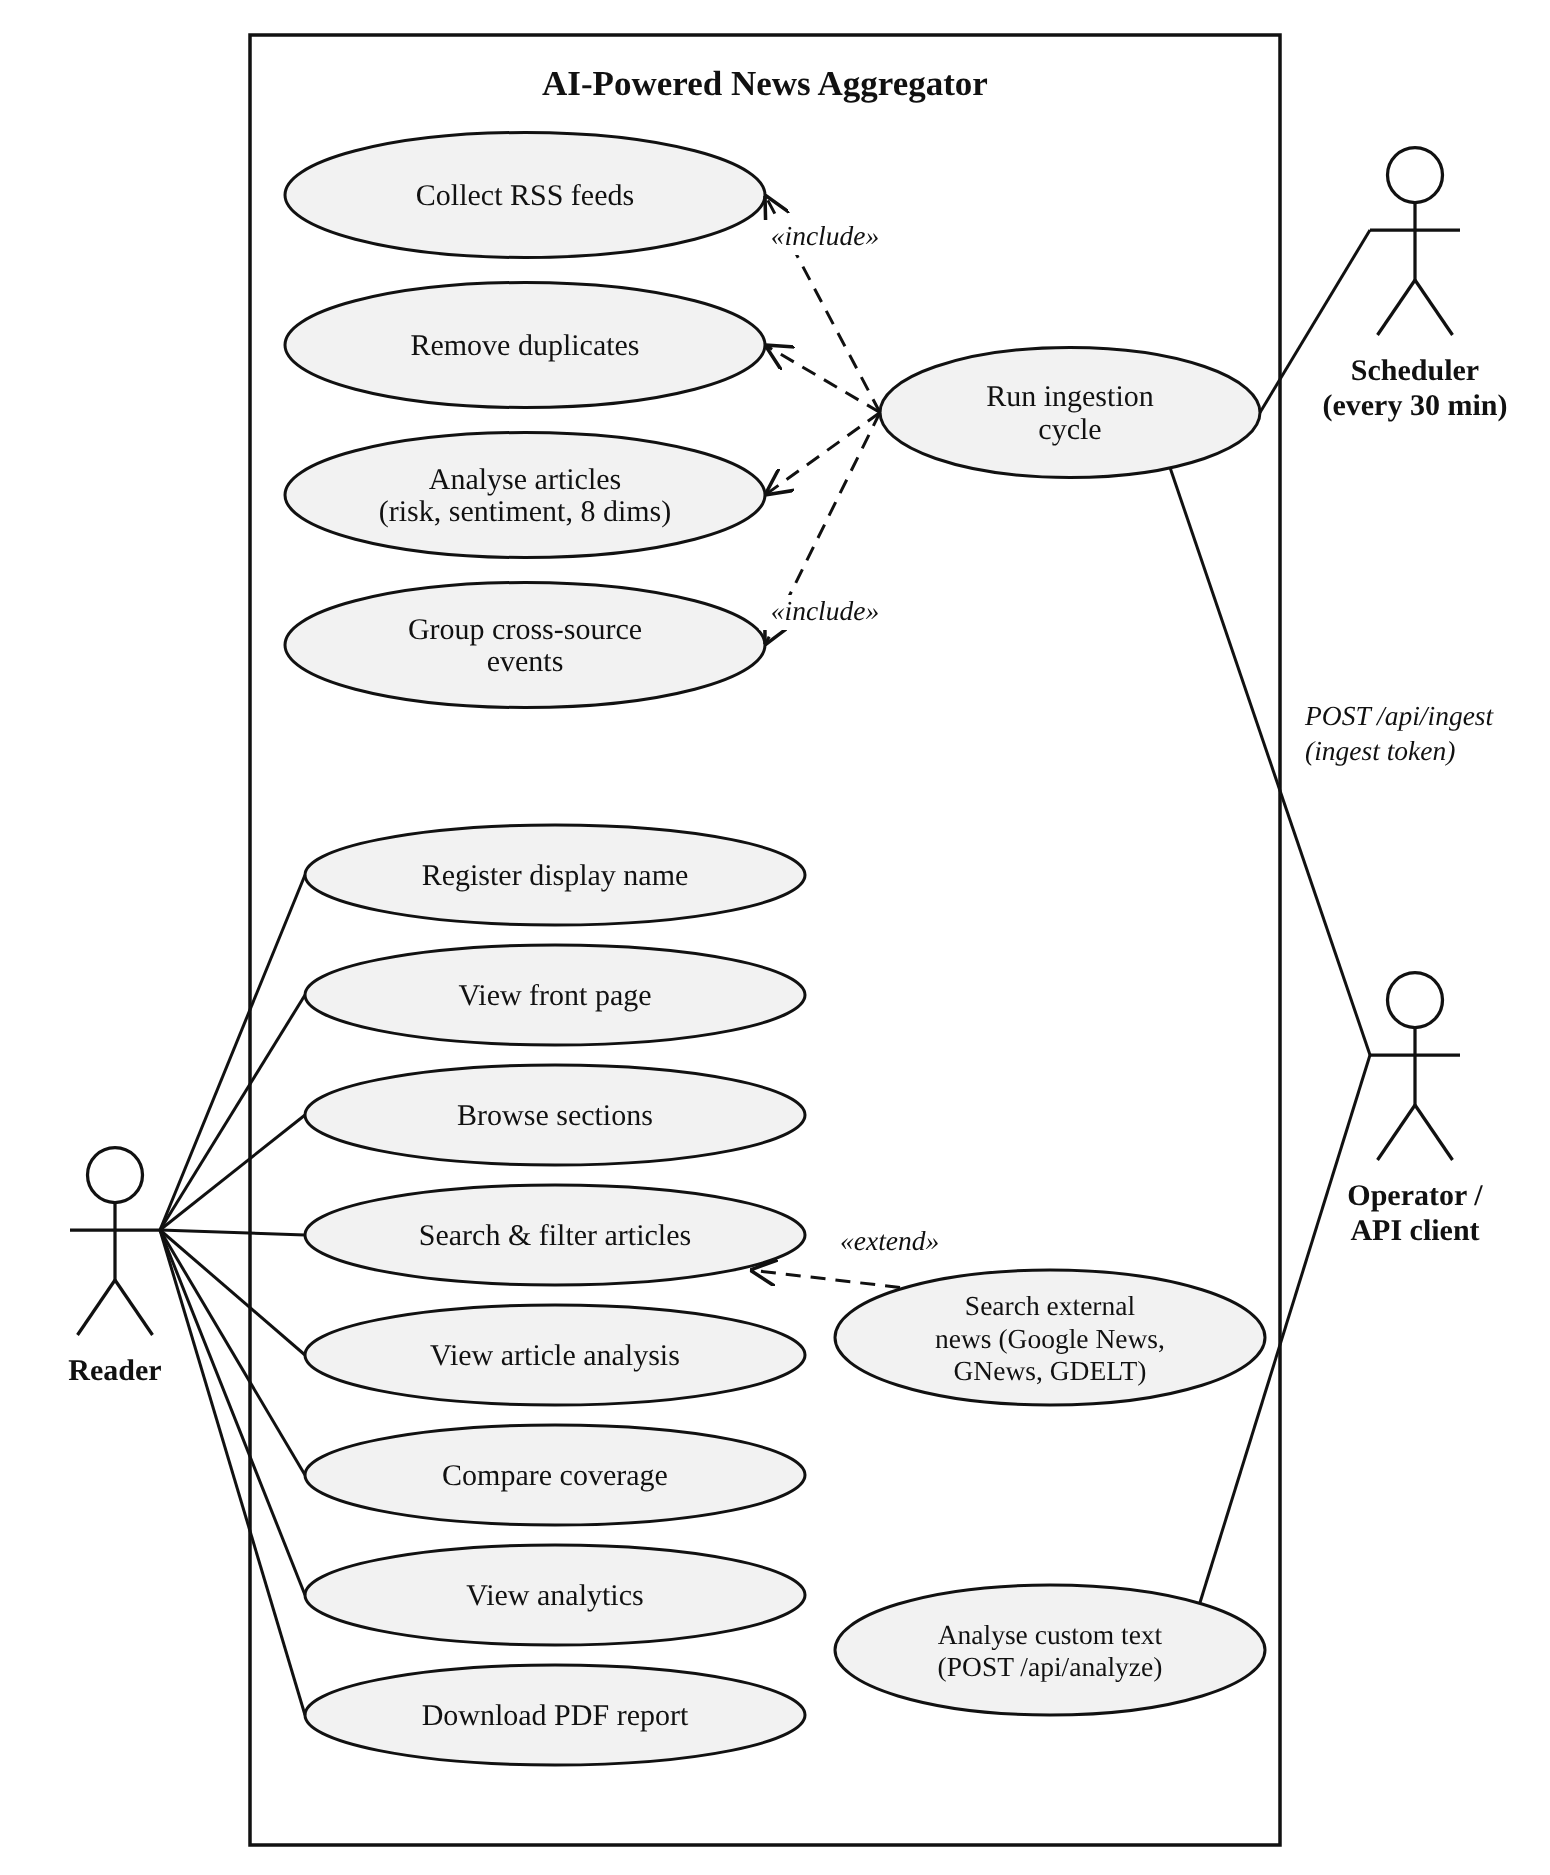 AI-Powered News Aggregator
Collect RSS feeds
«include»
Remove duplicates
Run ingestion
cycle
Scheduler
(every 30 min)
Analyse articles
(risk, sentiment, 8 dims)
Group cross-source
events
«include»
POST /api/ingest
(ingest token)
Register display name
View front page
Browse sections
Search & filter articles
«extend»
Operator /
API client
Search external
news (Google News,
GNews, GDELT)
Reader
View article analysis
Compare coverage
View analytics
Analyse custom text
(POST /api/analyze)
Download PDF report